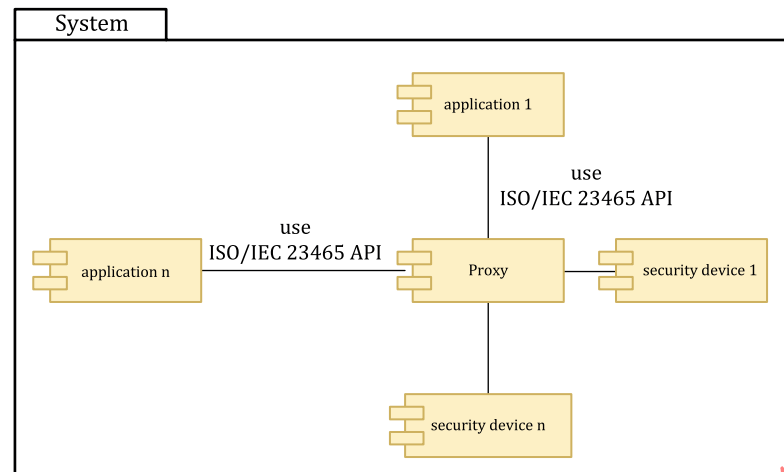 System
application 1
use
ISO/IEC 23465 API
use
ISO/IEC 23465 API
application n
Proxy
security device 1
security device n